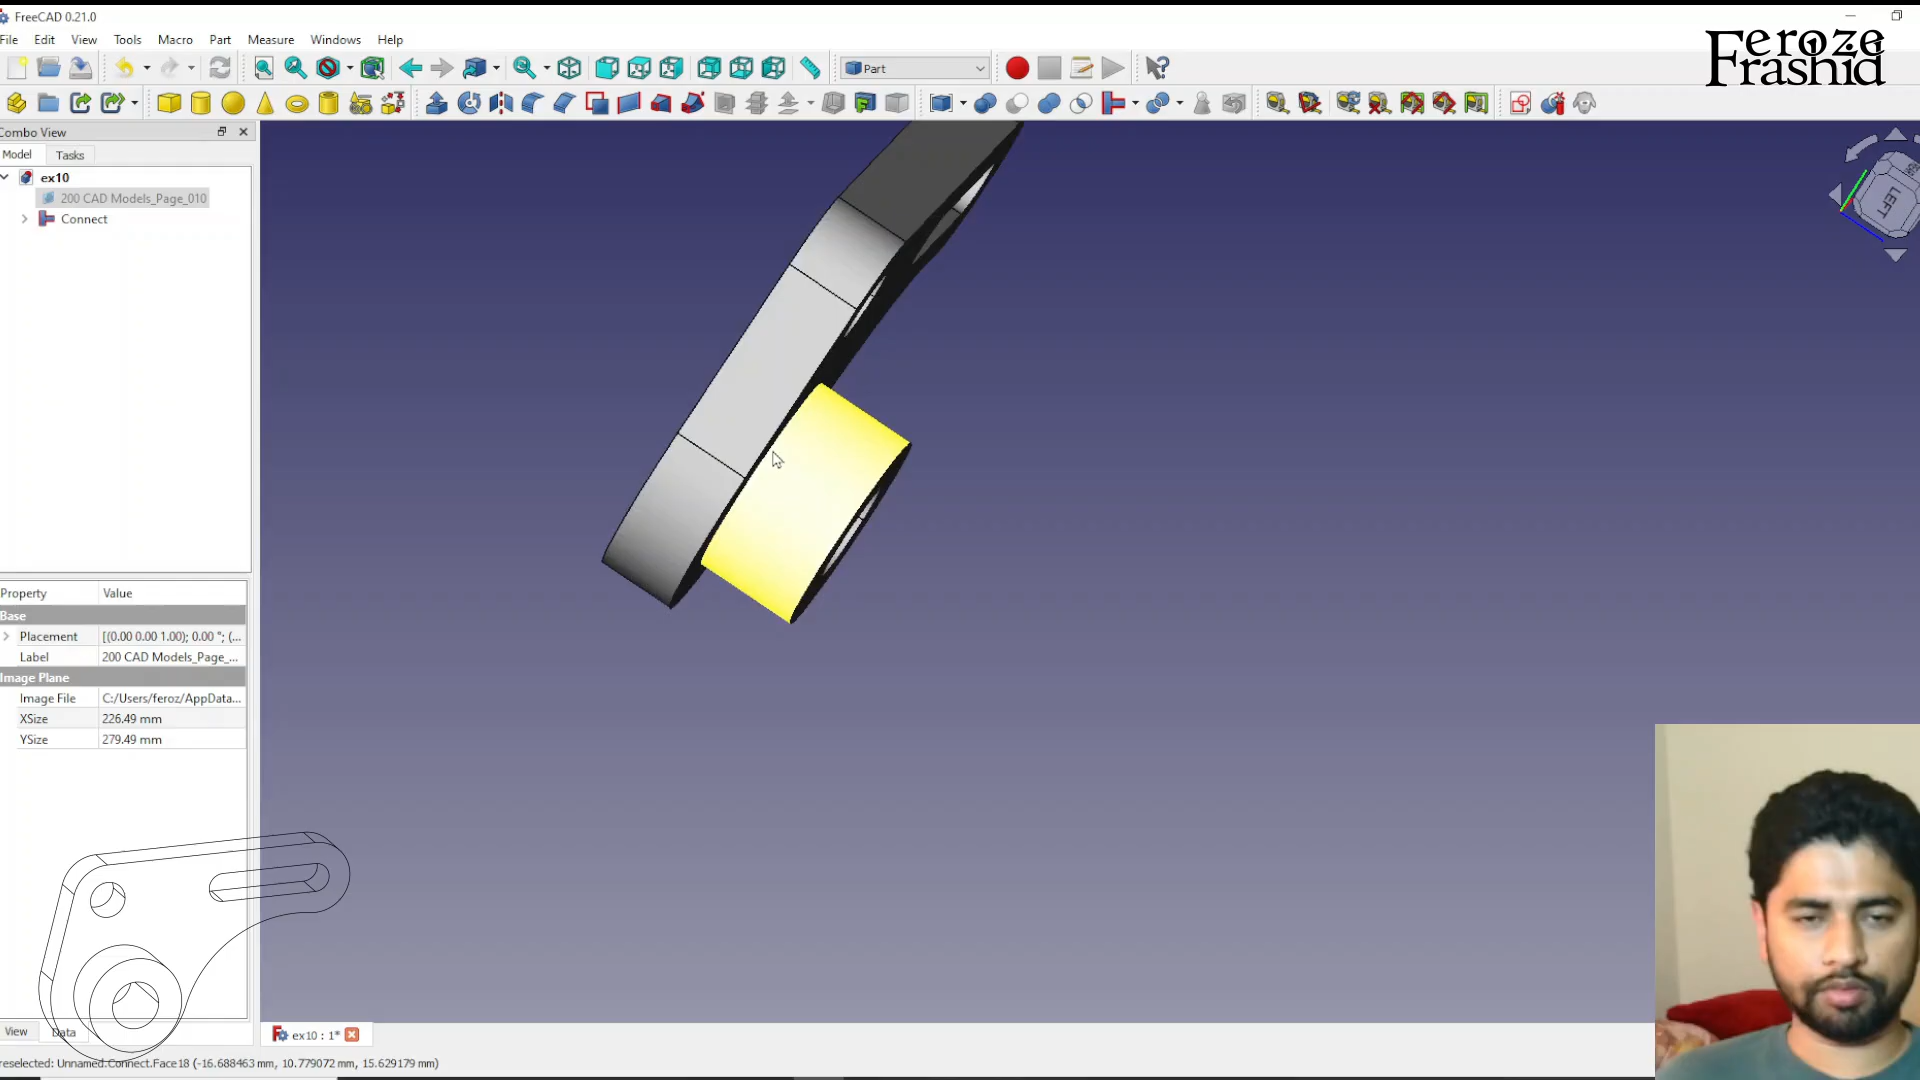 FreeCAD 0.21.0
Feroze
Frashid
File Edit View Tools Macro Part Measure Windows Help
Part
Combo View
Model Tasks
ex10
200 CAD Models_Page_010
Connect
LEFT
Property Value
Base
Placement [(0.00 0.00 1.00); 0.00 °; (...
Label 200 CAD Models_Page_...
Image Plane
Image File C:/Users/feroz/AppData...
XSize 226.49 mm
YSize 279.49 mm
View Data
ex10 : 1*
reselected: Unnamed.Connect.Face18 (-16.688463 mm, 10.779072 mm, 15.629179 mm)